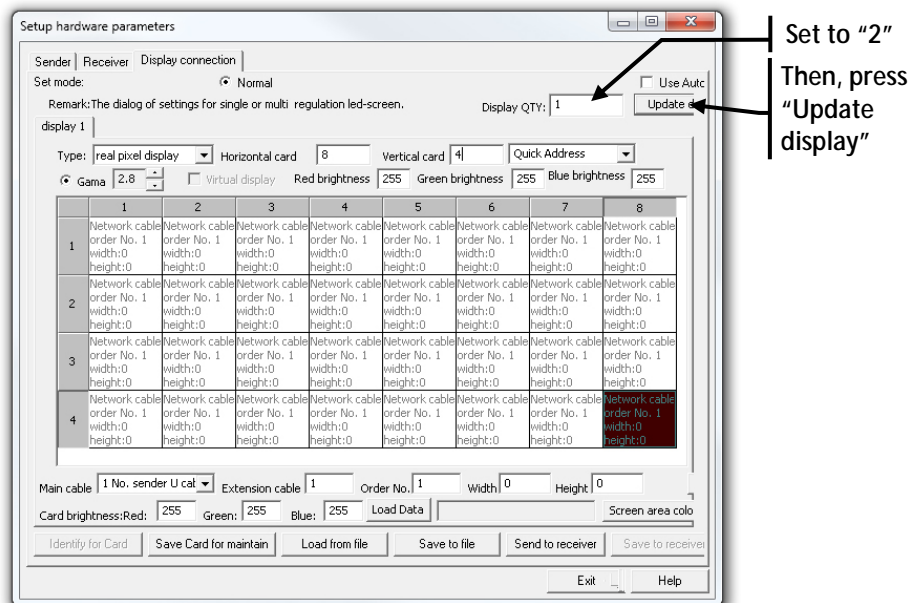 Setup hardware parameters
Set to “2”
Then, press
“Update
display”
Sender Receiver Display connection
Set mode: Normal Use Auto
Remark:The dialog of settings for single or multi regulation led-screen. Display QTY: 1 Update d
display 1
Type: real pixel display Horizontal card 8 Vertical card 4 Quick Address
Gama 2.8 Virtual display Red brightness 255 Green brightness 255 Blue brightness 255
1 2 3 4 5 6 7 8
Network cable Network cable Network cable Network cable Network cable Network cable Network cable Network cable
1 order No. 1 order No. 1 order No. 1 order No. 1 order No. 1 order No. 1 order No. 1 order No. 1
width:0 width:0 width:0 width:0 width:0 width:0 width:0 width:0
height:0 height:0 height:0 height:0 height:0 height:0 height:0 height:0
Network cable Network cable Network cable Network cable Network cable Network cable Network cable Network cable
2 order No. 1 order No. 1 order No. 1 order No. 1 order No. 1 order No. 1 order No. 1 order No. 1
width:0 width:0 width:0 width:0 width:0 width:0 width:0 width:0
height:0 height:0 height:0 height:0 height:0 height:0 height:0 height:0
Network cable Network cable Network cable Network cable Network cable Network cable Network cable Network cable
3 order No. 1 order No. 1 order No. 1 order No. 1 order No. 1 order No. 1 order No. 1 order No. 1
width:0 width:0 width:0 width:0 width:0 width:0 width:0 width:0
height:0 height:0 height:0 height:0 height:0 height:0 height:0 height:0
Network cable Network cable Network cable Network cable Network cable Network cable Network cable Network cable
4 order No. 1 order No. 1 order No. 1 order No. 1 order No. 1 order No. 1 order No. 1 order No. 1
width:0 width:0 width:0 width:0 width:0 width:0 width:0 width:0
height:0 height:0 height:0 height:0 height:0 height:0 height:0 height:0
Main cable 1 No. sender U cat Extension cable 1 Order No. 1 Width 0 Height 0
Card brightness:Red: 255 Green: 255 Blue: 255 Load Data Screen area colo
Identify for Card Save Card for maintain Load from file Save to file Send to receiver Save to receiver
Exit Help